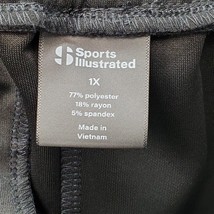 Sports
Illustrated
1X
77% polyester
18% rayon
5% spandex
Made in
Vietnam